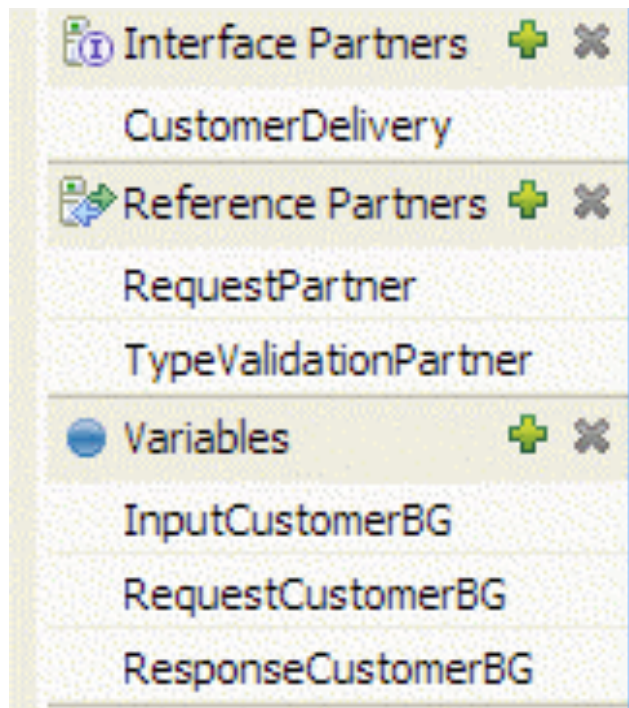 Interface Partners
CustomerDelivery
Reference Partners
RequestPartner
TypeValidationPartner
Variables
InputCustomerBG
RequestCustomerBG
ResponseCustomerBG